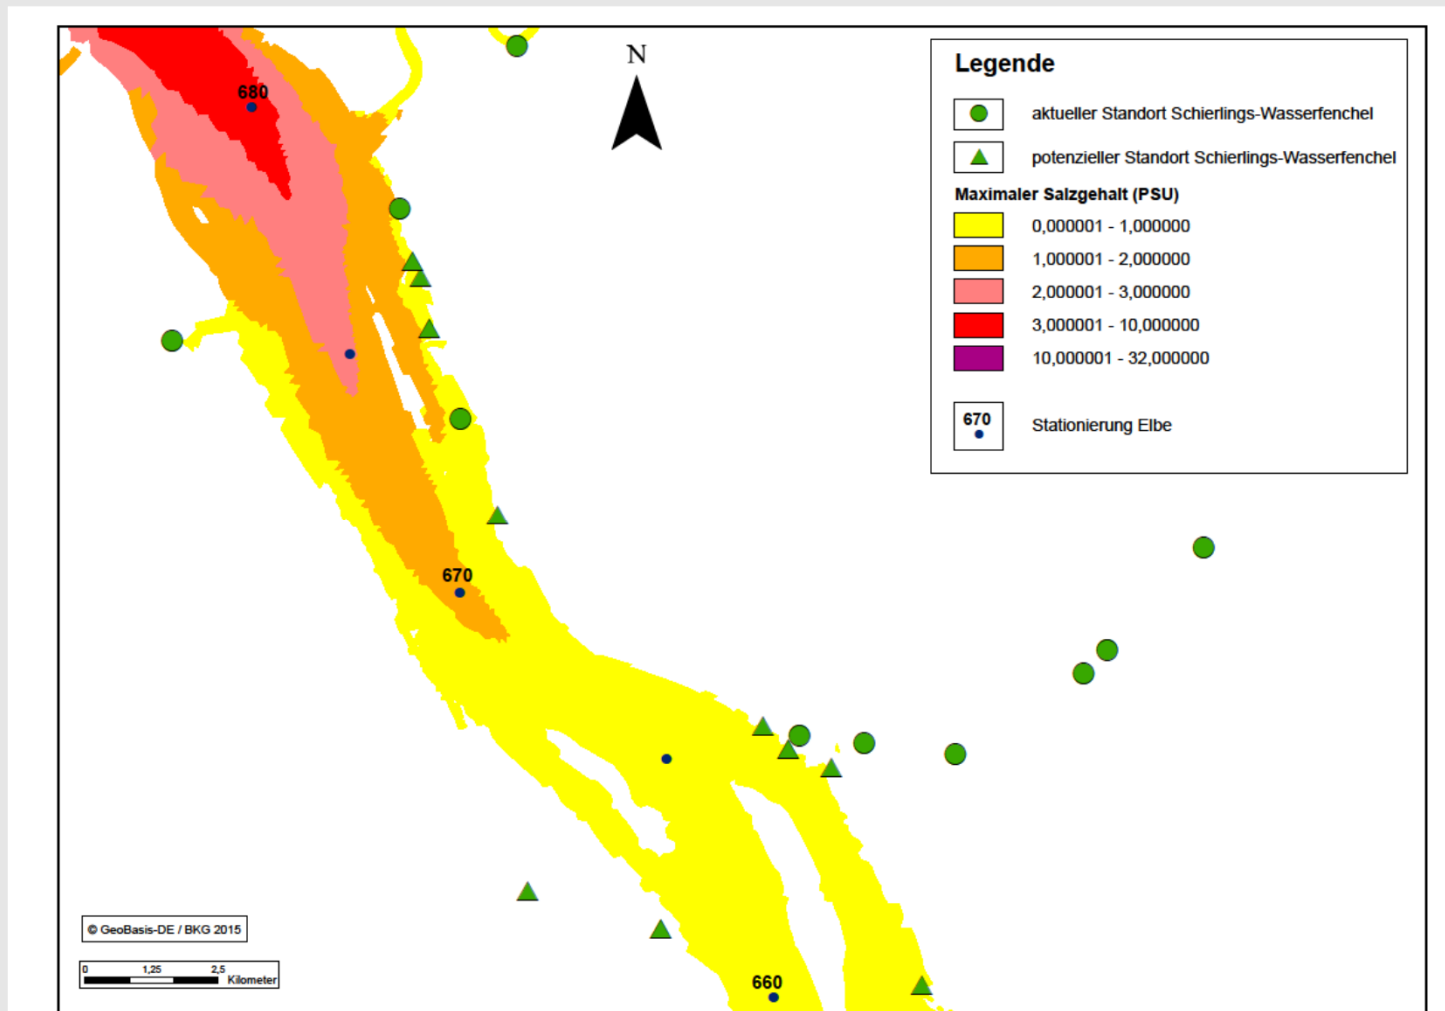 N
Legende
aktueller Standort Schierlings-Wasserfenchel
potenzieller Standort Schierlings-Wasserfenchel
Maximaler Salzgehalt (PSU)
0,000001 - 1,000000
1,000001 - 2,000000
2,000001 - 3,000000
3,000001 - 10,000000
10,000001 - 32,000000
670
Stationierung Elbe
680
670
660
© GeoBasis-DE / BKG 2015
0 1,25 2,5
Kilometer